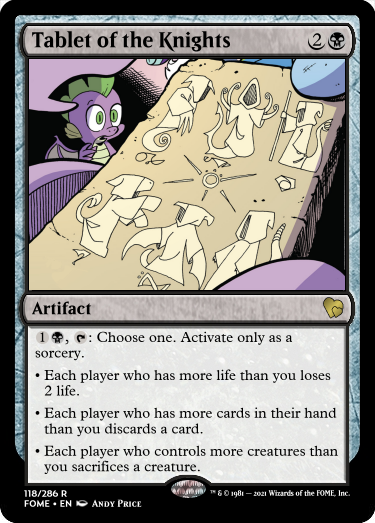 Tablet of the Knights 2
Artifact
1, : Choose one. Activate only as a
sorcery.
• Each player who has more life than you loses
2 life.
• Each player who has more cards in their hand
than you discards a card.
• Each player who controls more creatures than
you sacrifices a creature.
118/286 R
FOME • EN ANDY PRICE
™ & © 1981 — 2021 Wizards of the FOME, Inc.